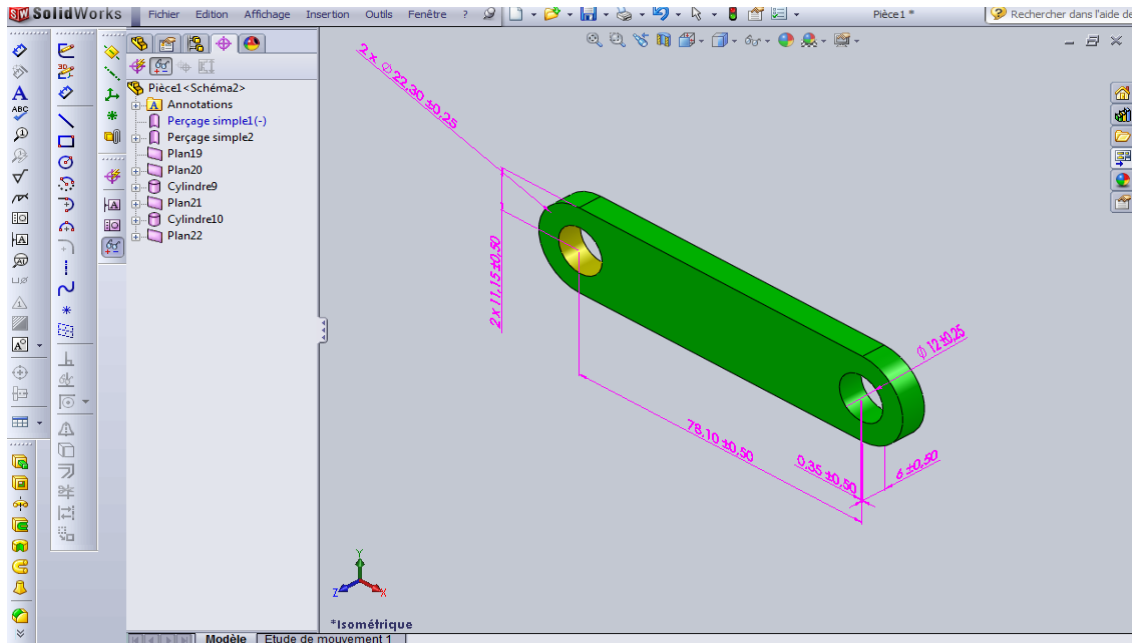 SW SolidWorks Fichier Edition Affichage Insertion Outils Fenêtre ? Pièce1 * Rechercher dans l'aide de
Pièce1<Schéma2>
Annotations
Perçage simple1(-)
Perçage simple2
Plan19
Plan20
Cylindre9
Plan21
Cylindre10
Plan22
2 x ∅ 22,30 ±0,25
2 x 11,15 ±0,50
∅ 12 ±0,25
78,10 ±0,50
0,35 ±0,50
6 ±0,50
Y
Z
X
*Isométrique
Modèle Etude de mouvement 1